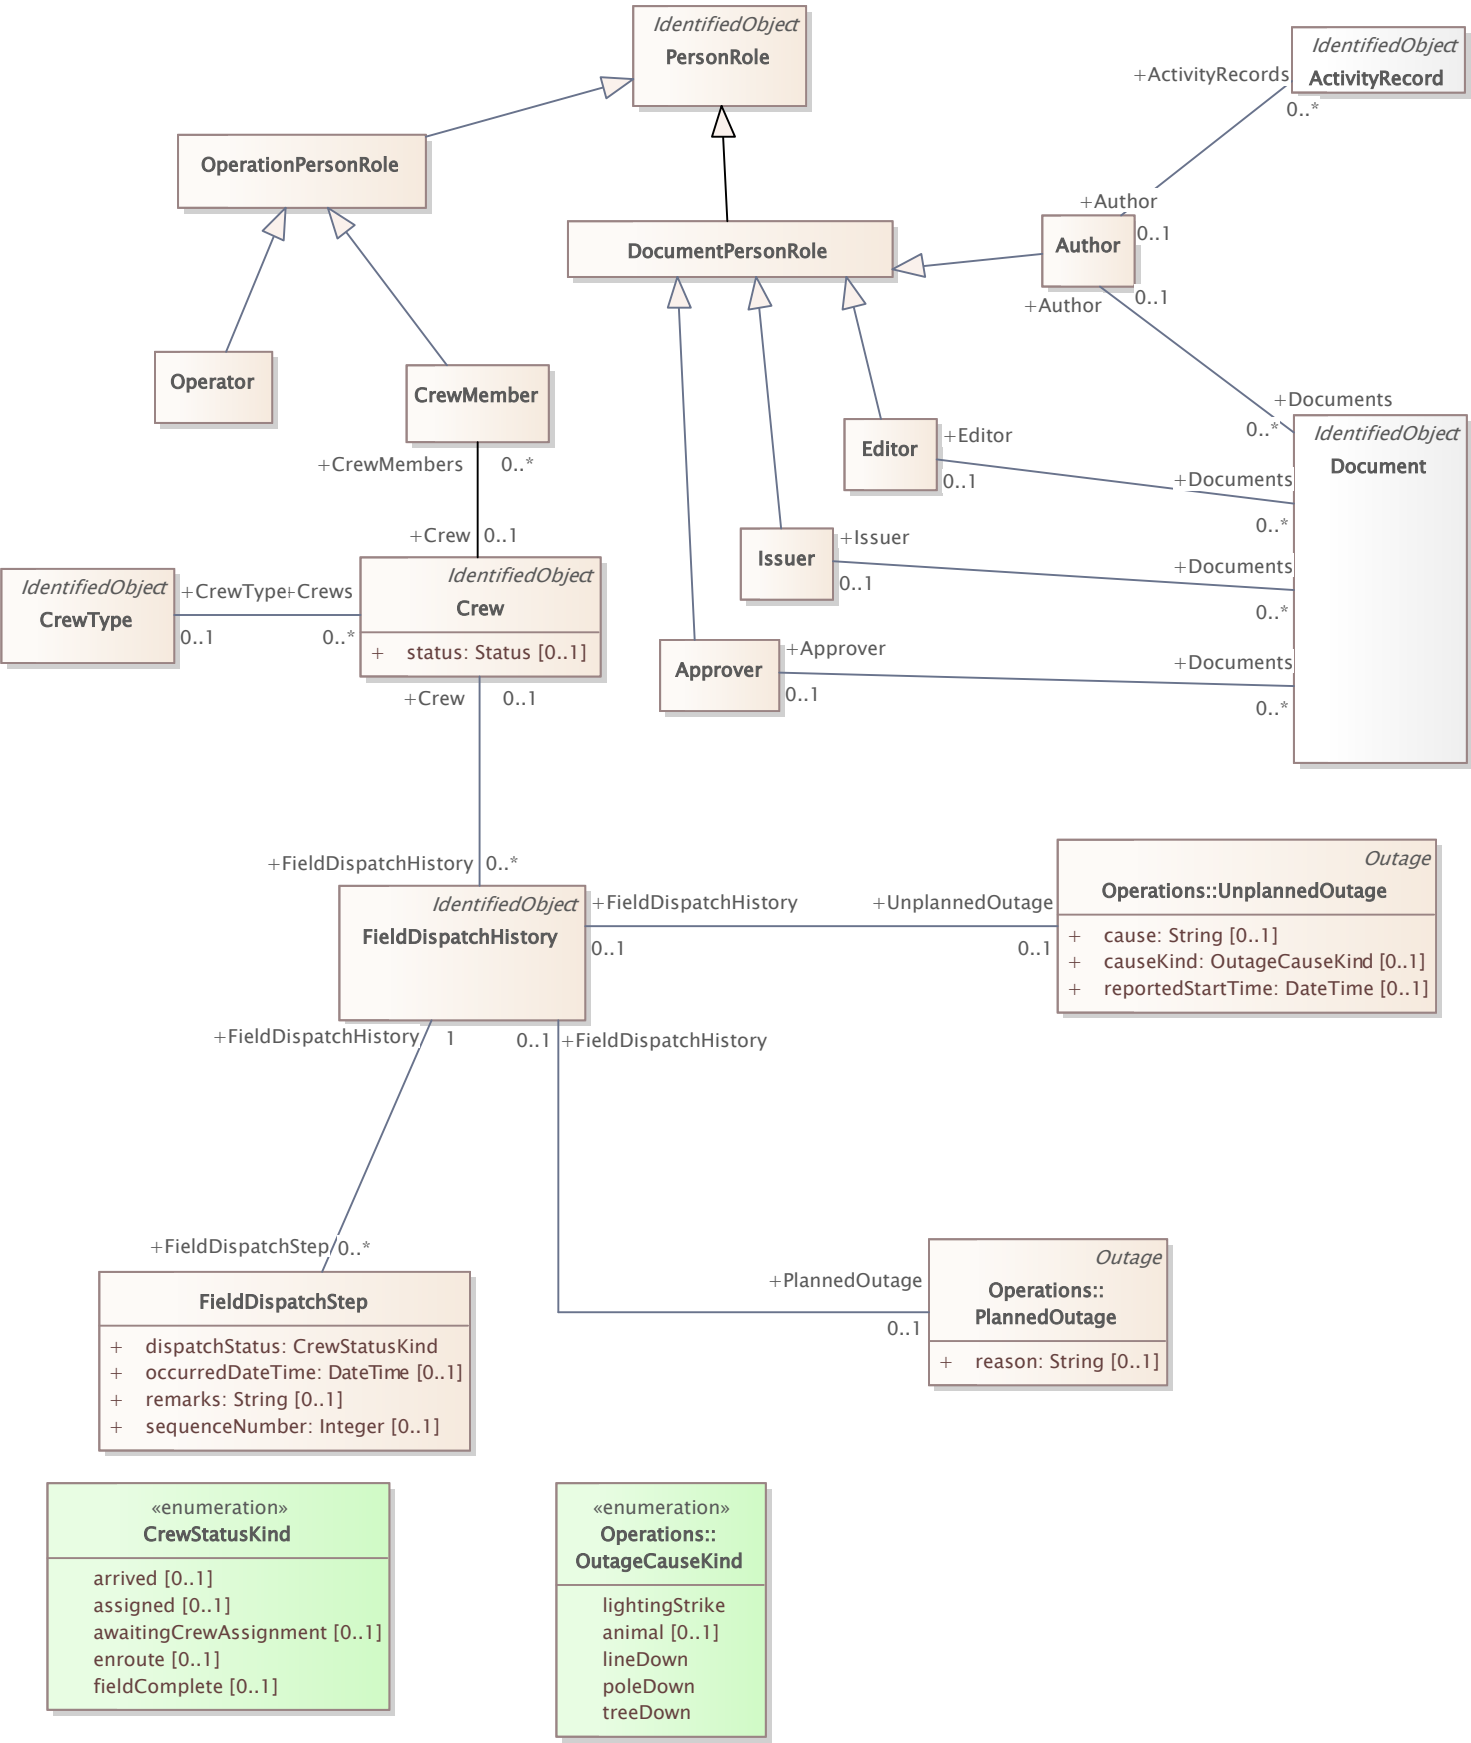 IdentifiedObject
PersonRole
IdentifiedObject
ActivityRecord
+ActivityRecords
0..*
OperationPersonRole
+Author
0..1
DocumentPersonRole
Author
+Author
0..1
Operator
CrewMember
+CrewMembers
0..*
+Documents
0..*
IdentifiedObject
Document
Editor
+Editor
0..1
+Documents
0..*
+Crew
0..1
Issuer
+Issuer
0..1
+Documents
0..*
IdentifiedObject
CrewType
+CrewType
+Crews
0..1
0..*
IdentifiedObject
Crew
+ status: Status [0..1]
Approver
+Approver
0..1
+Documents
0..*
+Crew
0..1
+FieldDispatchHistory
0..*
IdentifiedObject
FieldDispatchHistory
+FieldDispatchHistory
0..1
+UnplannedOutage
0..1
Outage
Operations::UnplannedOutage
+ cause: String [0..1]
+ causeKind: OutageCauseKind [0..1]
+ reportedStartTime: DateTime [0..1]
+FieldDispatchHistory
1
0..1
+FieldDispatchHistory
+FieldDispatchStep
0..*
FieldDispatchStep
+ dispatchStatus: CrewStatusKind
+ occurredDateTime: DateTime [0..1]
+ remarks: String [0..1]
+ sequenceNumber: Integer [0..1]
+PlannedOutage
0..1
Outage
Operations::
PlannedOutage
+ reason: String [0..1]
«enumeration»
CrewStatusKind
arrived [0..1]
assigned [0..1]
awaitingCrewAssignment [0..1]
enroute [0..1]
fieldComplete [0..1]
«enumeration»
Operations::
OutageCauseKind
lightingStrike
animal [0..1]
lineDown
poleDown
treeDown